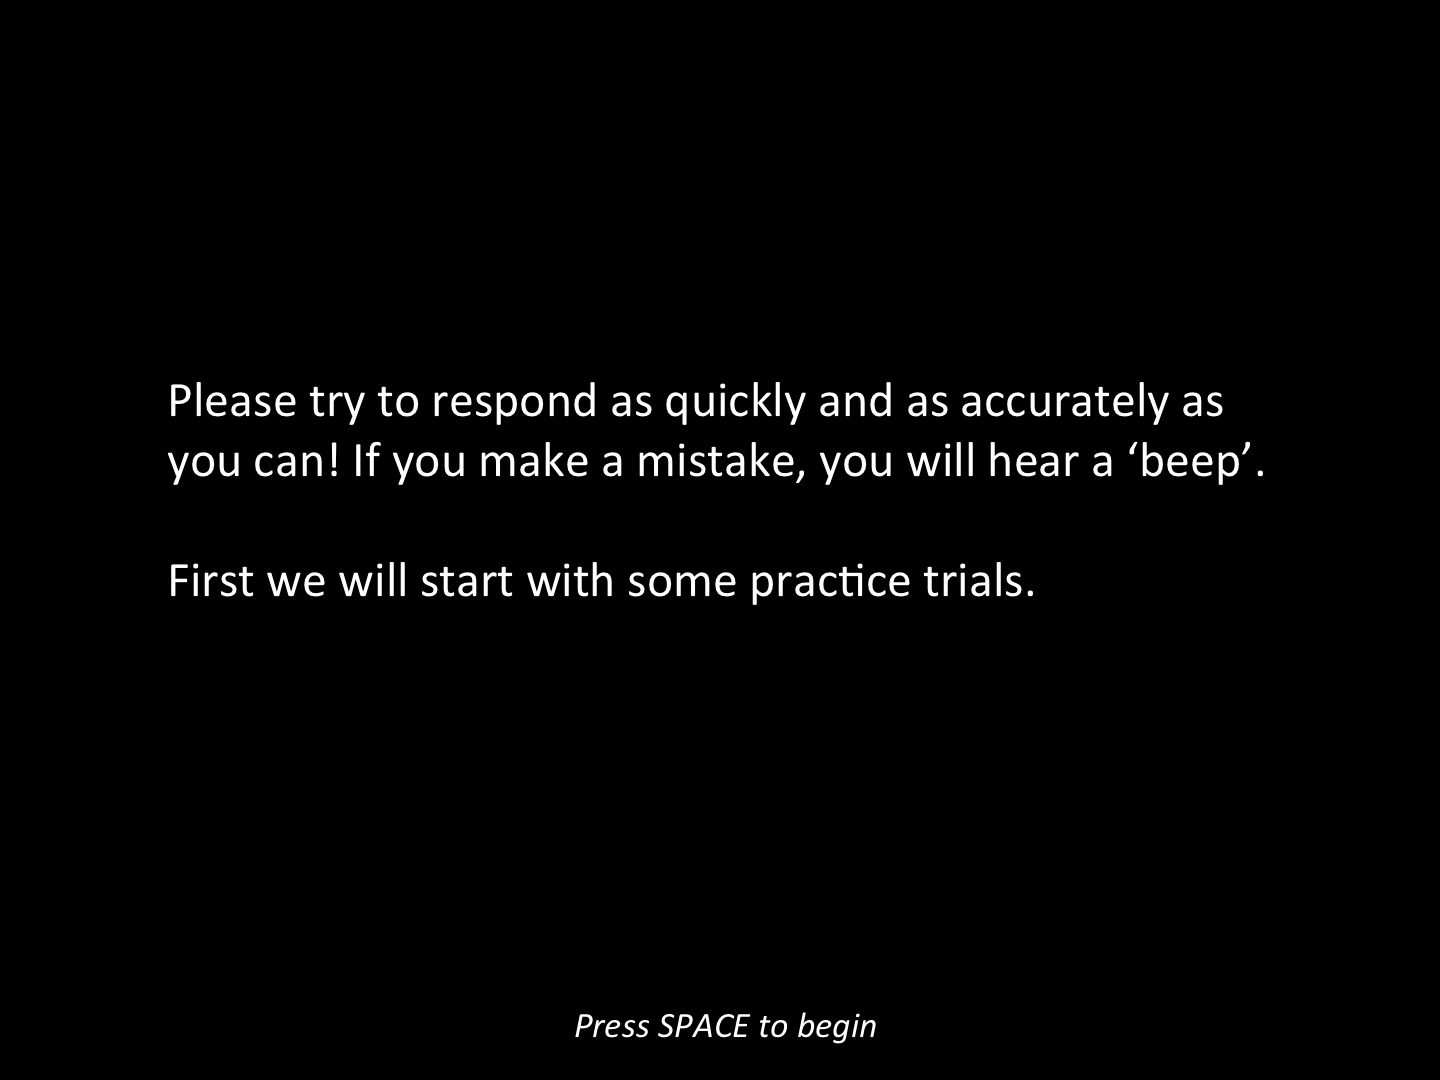 Please try to respond as quickly and as accurately as
you can! If you make a mistake, you will hear a ‘beep’.
First we will start with some practice trials.
Press SPACE to begin